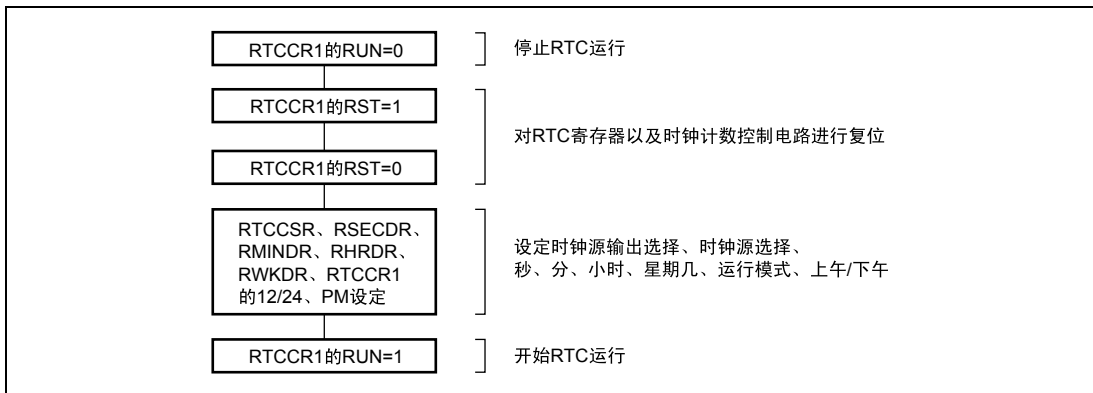 RTCCR1的RUN=0
停止RTC运行
RTCCR1的RST=1
对RTC寄存器以及时钟计数控制电路进行复位
RTCCR1的RST=0
RTCCSR、RSECDR、
RMINDR、RHRDR、
RWKDR、RTCCR1
的12/24、PM设定
设定时钟源输出选择、时钟源选择、
秒、分、小时、星期几、运行模式、上午/下午
RTCCR1的RUN=1
开始RTC运行